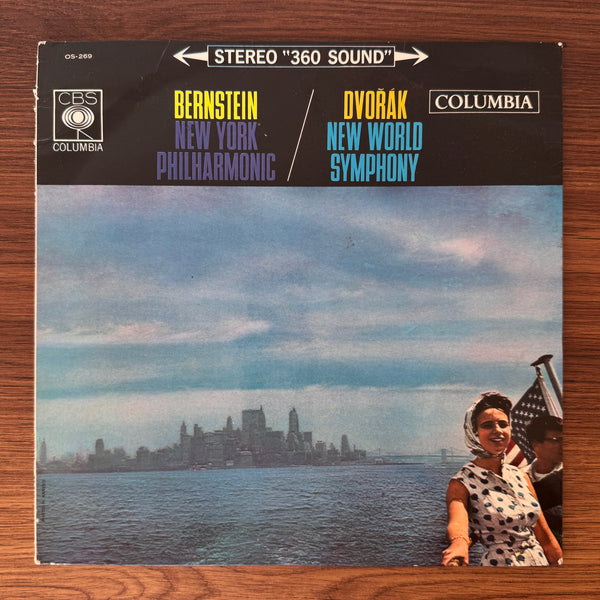 OS-269
STEREO "360 SOUND"
CBS
COLUMBIA
BERNSTEIN
NEW YORK
PHILHARMONIC
/
DVOŘÁK
NEW WORLD
SYMPHONY
COLUMBIA